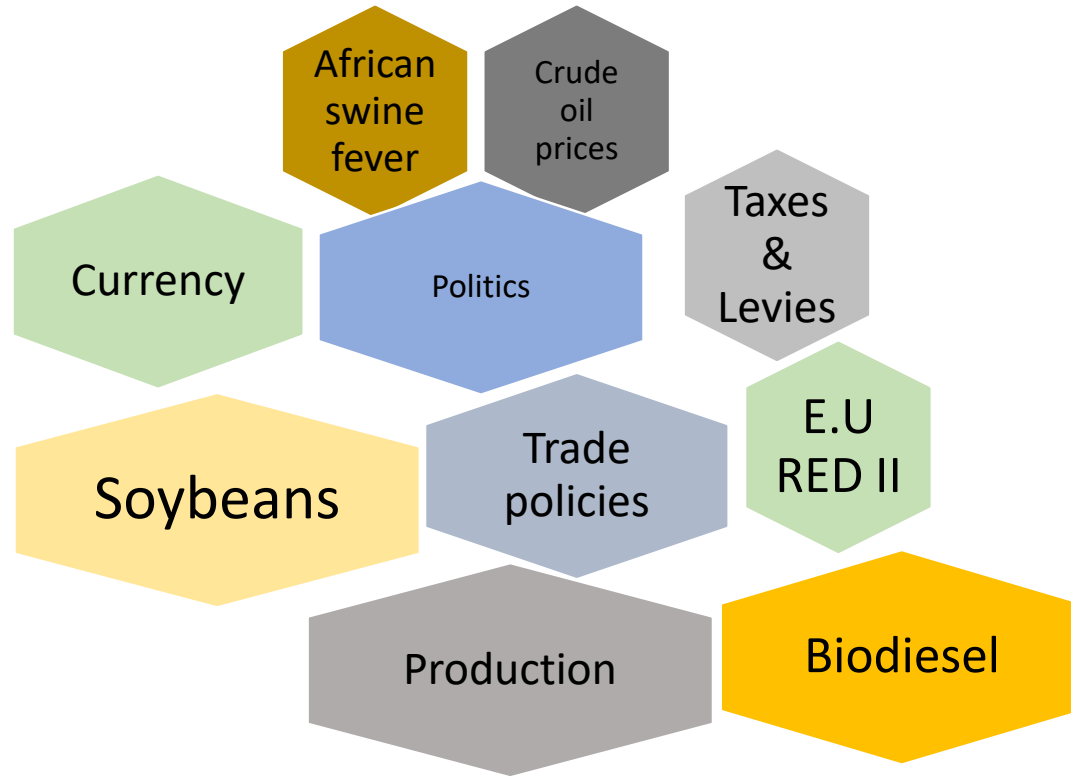 African
swine
fever
Crude
oil
prices
Taxes
&
Levies
Currency
Politics
E.U
RED II
Trade
policies
Soybeans
Production
Biodiesel